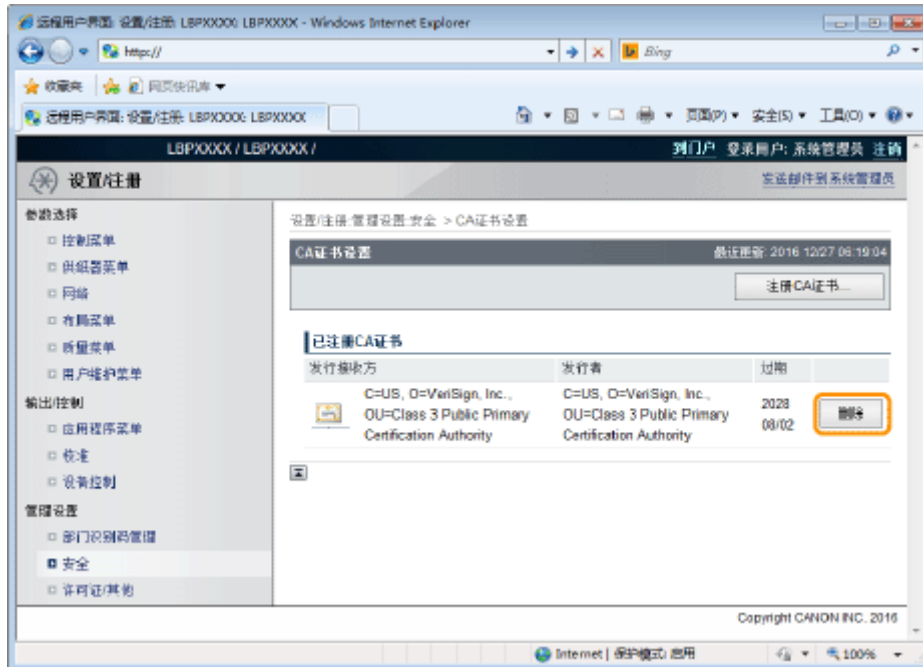 远程用户界面: 设置/注册: LBPXXXX: LBPXXXX - Windows Internet Explorer
https://
Bing
收藏夹 网页快讯库
远程用户界面: 设置/注册: LBPXXXX: LBPXXXX
页面(P) 安全(S) 工具(O)
LBPXXXX / LBPXXXX /
到门户 登录用户: 系统管理员 注销
设置/注册
发送邮件到系统管理员
参数选择
控制菜单
供纸器菜单
网络
布局菜单
质量菜单
用户维护菜单
输出/控制
应用程序菜单
校准
设备控制
管理设置
部门识别码管理
安全
许可证/其他
设置/注册:管理设置:安全 > CA证书设置
CA证书设置
最近更新: 2016 12/27 06:19:04
注册CA证书...
已注册CA证书
发行接收方 发行者 过期
C=US, O=VeriSign, Inc., OU=Class 3 Public Primary Certification Authority
C=US, O=VeriSign, Inc., OU=Class 3 Public Primary Certification Authority
2028 08/02
删除
Copyright CANON INC. 2016
Internet | 保护模式: 启用
100%